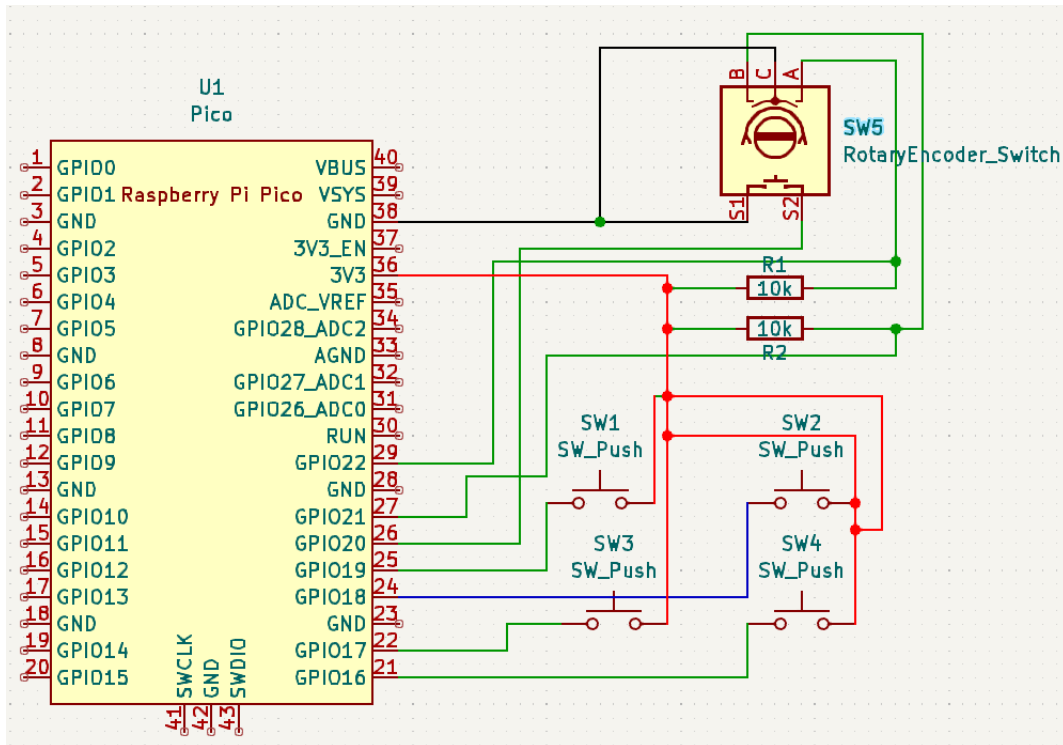 U1
Pico
Raspberry Pi Pico
1 GPIO0
2 GPIO1
3 GND
4 GPIO2
5 GPIO3
6 GPIO4
7 GPIO5
8 GND
9 GPIO6
10 GPIO7
11 GPIO8
12 GPIO9
13 GND
14 GPIO10
15 GPIO11
16 GPIO12
17 GPIO13
18 GND
19 GPIO14
20 GPIO15
VBUS 40
VSYS 39
GND 38
3V3_EN 37
3V3 36
ADC_VREF 35
GPIO28_ADC2 34
AGND 33
GPIO27_ADC1 32
GPIO26_ADC0 31
RUN 30
GPIO22 29
GND 28
GPIO21 27
GPIO20 26
GPIO19 25
GPIO18 24
GND 23
GPIO17 22
GPIO16 21
SWCLK 41
GND 42
SWDIO 43
B C A
SW5
RotaryEncoder_Switch
S1 S2
R1
10k
10k
R2
SW1
SW_Push
SW2
SW_Push
SW3
SW_Push
SW4
SW_Push